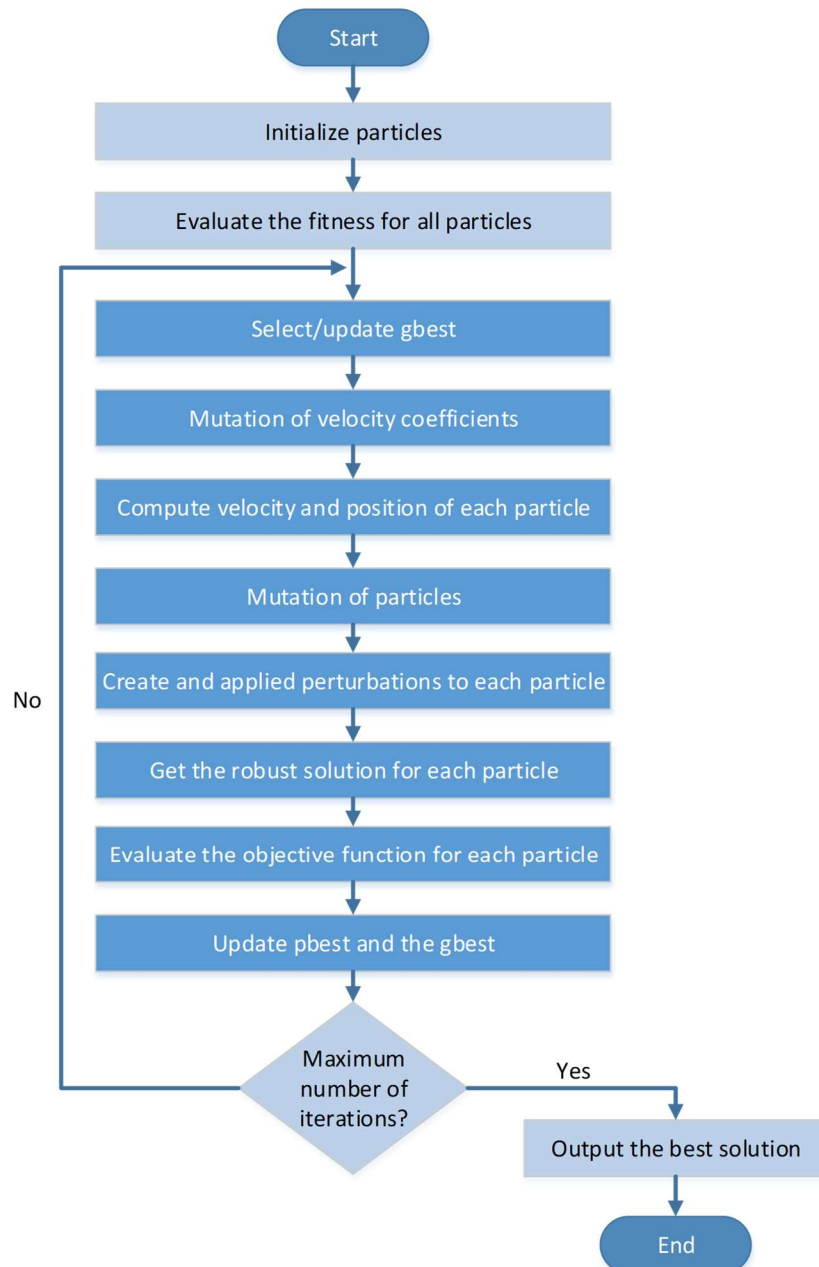 Start
Initialize particles
Evaluate the fitness for all particles
Select/update gbest
Mutation of velocity coefficients
Compute velocity and position of each particle
Mutation of particles
Create and applied perturbations to each particle
No
Get the robust solution for each particle
Evaluate the objective function for each particle
Update pbest and the gbest
Maximum
number of
iterations?
Yes
Output the best solution
End